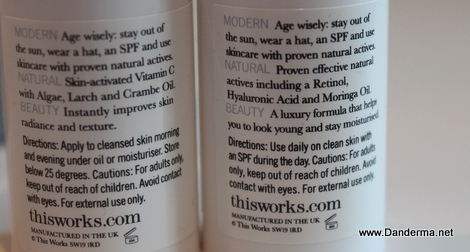 MODERN Age wisely: stay out of
the sun, wear a hat, an SPF and use
skincare with proven natural actives.
NATURAL Skin-activated Vitamin C
with Algae, Larch and Crambe Oil.
BEAUTY Instantly improves skin
radiance and texture.
Directions: Apply to cleansed skin morning
and evening under oil or moisturiser. Store
below 25 degrees. Cautions: For adults only,
keep out of reach of children. Avoid contact
with eyes. For external use only.
thisworks.com
MANUFACTURED IN THE UK
© This Works SW19 1RD
MODERN Age wisely: stay out of
the sun, wear a hat, an SPF and use
skincare with proven natural actives.
NATURAL Proven effective natural
actives including a Retinol,
Hyaluronic Acid and Moringa Oil.
BEAUTY A luxury formula that helps
you to look young and stay moisturised.
Directions: Use daily on clean skin with
an SPF during the day. Cautions: For adults
only, keep out of reach of children. Avoid
contact with eyes. For external use only.
thisworks.com
MANUFACTURED IN THE UK
© This Works SW19 1RD
www.Danderma.net